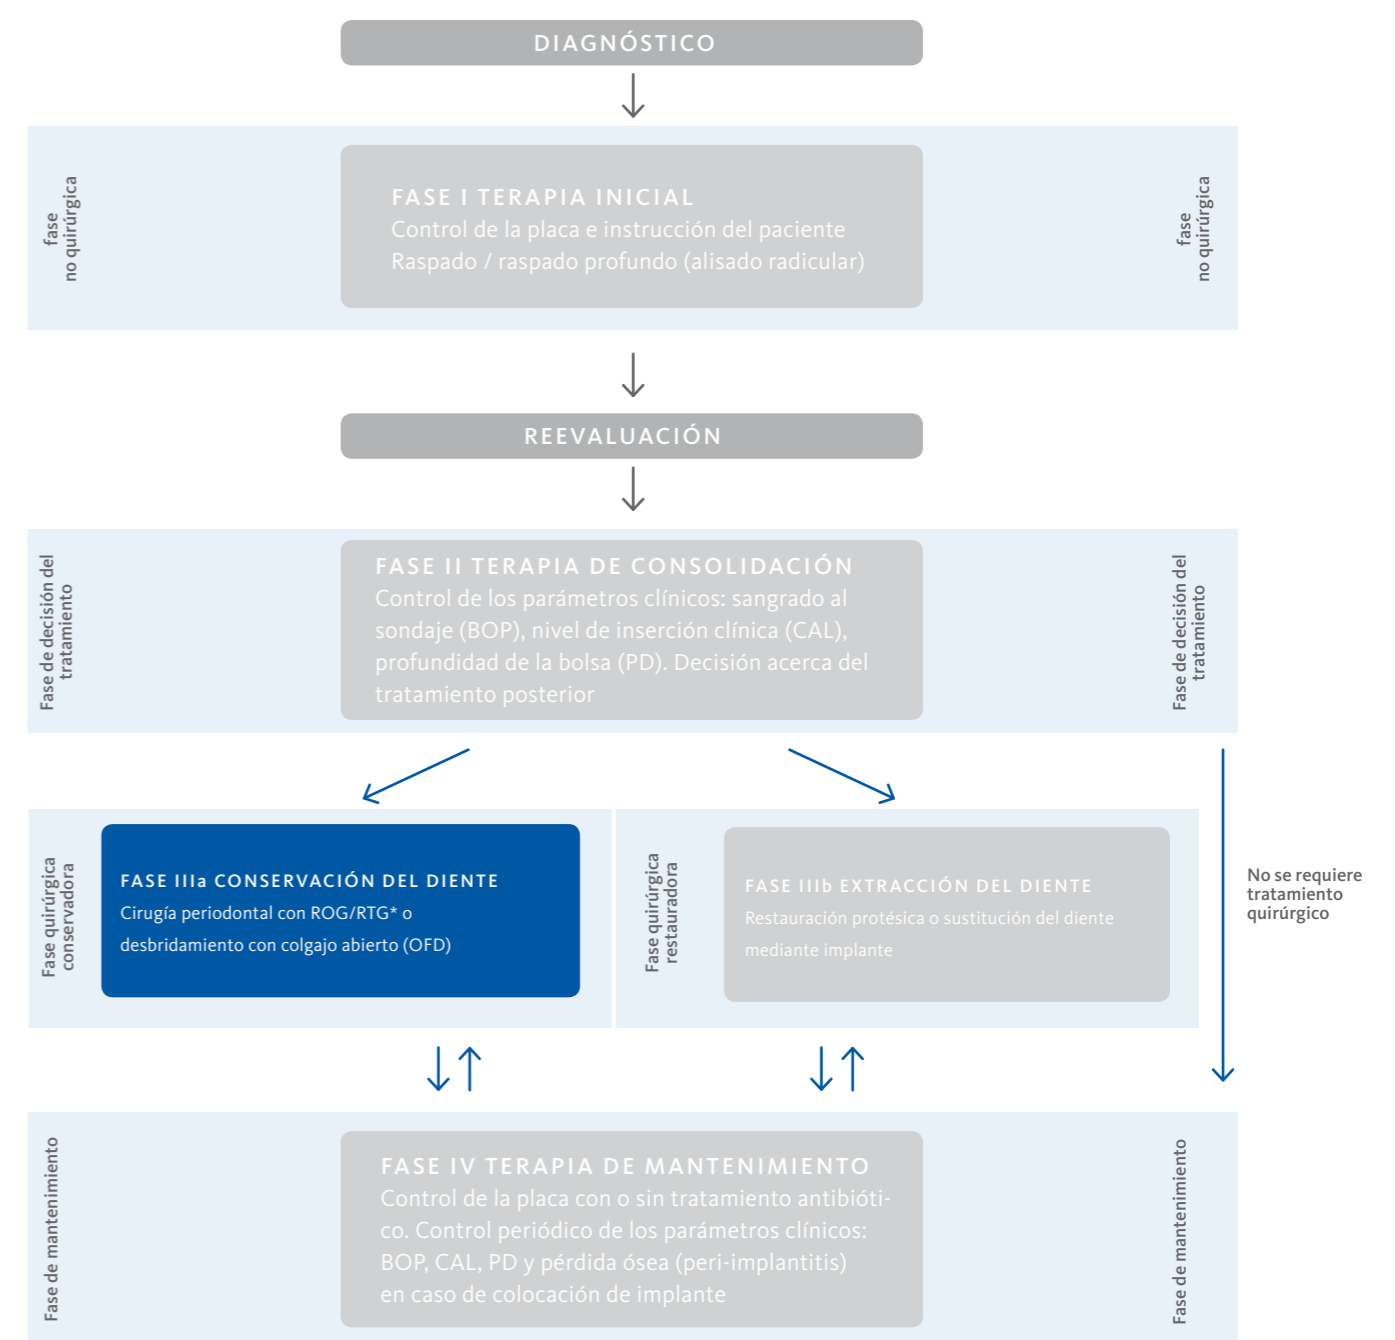 DIAGNÓSTICO
fase
no quirúrgica
FASE I TERAPIA INICIAL
Control de la placa e instrucción del paciente
Raspado / raspado profundo (alisado radicular)
fase
no quirúrgica
REEVALUACIÓN
Fase de decisión del
tratamiento
FASE II TERAPIA DE CONSOLIDACIÓN
Control de los parámetros clínicos: sangrado al
sondaje (BOP), nivel de inserción clínica (CAL),
profundidad de la bolsa (PD). Decisión acerca del
tratamiento posterior
Fase de decisión del
tratamiento
Fase quirúrgica
conservadora
FASE IIIa CONSERVACIÓN DEL DIENTE
Cirugía periodontal con ROG/RTG* o
desbridamiento con colgajo abierto (OFD)
Fase quirúrgica
restauradora
FASE IIIb EXTRACCIÓN DEL DIENTE
Restauración protésica o sustitución del diente
mediante implante
No se requiere
tratamiento
quirúrgico
Fase de mantenimiento
FASE IV TERAPIA DE MANTENIMIENTO
Control de la placa con o sin tratamiento antibióti-
co. Control periódico de los parámetros clínicos:
BOP, CAL, PD y pérdida ósea (peri-implantitis)
en caso de colocación de implante
Fase de mantenimiento